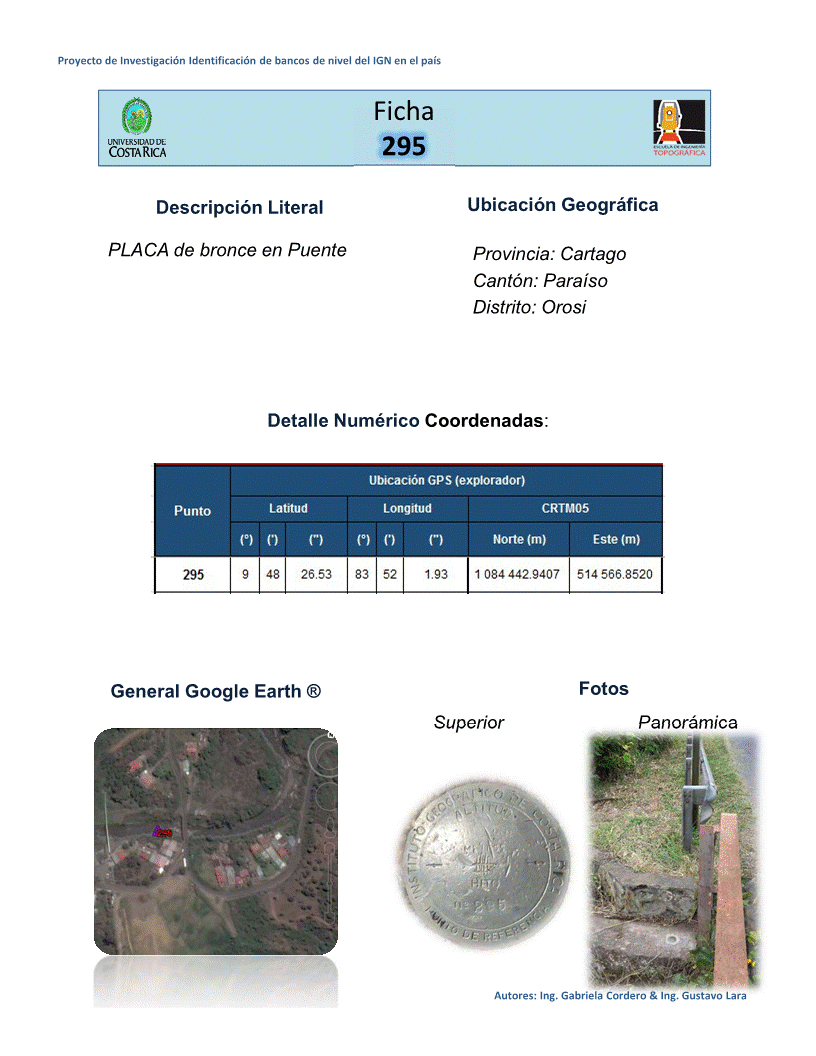 Proyecto de Investigación Identificación de bancos de nivel del IGN en el país
UNIVERSIDAD DE
COSTA RICA
Ficha
295
ESCUELA DE INGENIERÍA
TOPOGRÁFICA
Descripción Literal
PLACA de bronce en Puente
Ubicación Geográfica
Provincia: Cartago
Cantón: Paraíso
Distrito: Orosi
Detalle Numérico Coordenadas:
Punto
Ubicación GPS (explorador)
Latitud Longitud CRTM05
(°) (') (") (°) (') (") Norte (m) Este (m)
295 9 48 26.53 83 52 1.93 1 084 442.9407 514 566.8520
General Google Earth ®
Fotos
Superior Panorámica
INSTITUTO GEOGRAFICO DE COSTA RICA
ALTITUD
HITO
PUNTO DE REFERENCIA
Autores: Ing. Gabriela Cordero & Ing. Gustavo Lara